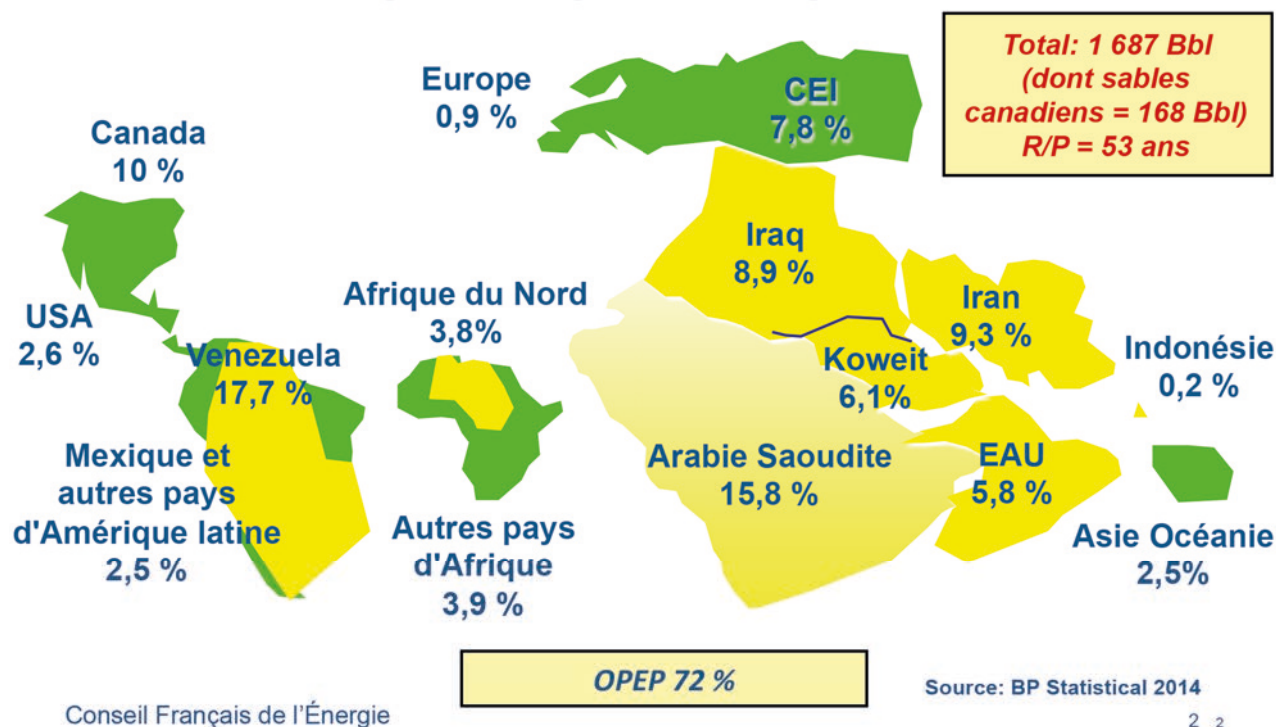 Total: 1 687 Bbl
(dont sables
canadiens = 168 Bbl)
R/P = 53 ans
Europe
0,9 %
CEI
7,8 %
Canada
10 %
Iraq
8,9 %
Iran
9,3 %
Afrique du Nord
3,8%
USA
2,6 %
Venezuela
17,7 %
Koweit
6,1%
Indonésie
0,2 %
Mexique et
autres pays
d'Amérique latine
2,5 %
Arabie Saoudite
15,8 %
EAU
5,8 %
Autres pays
d'Afrique
3,9 %
Asie Océanie
2,5%
OPEP 72 %
Source: BP Statistical 2014
Conseil Français de l'Énergie
2 2